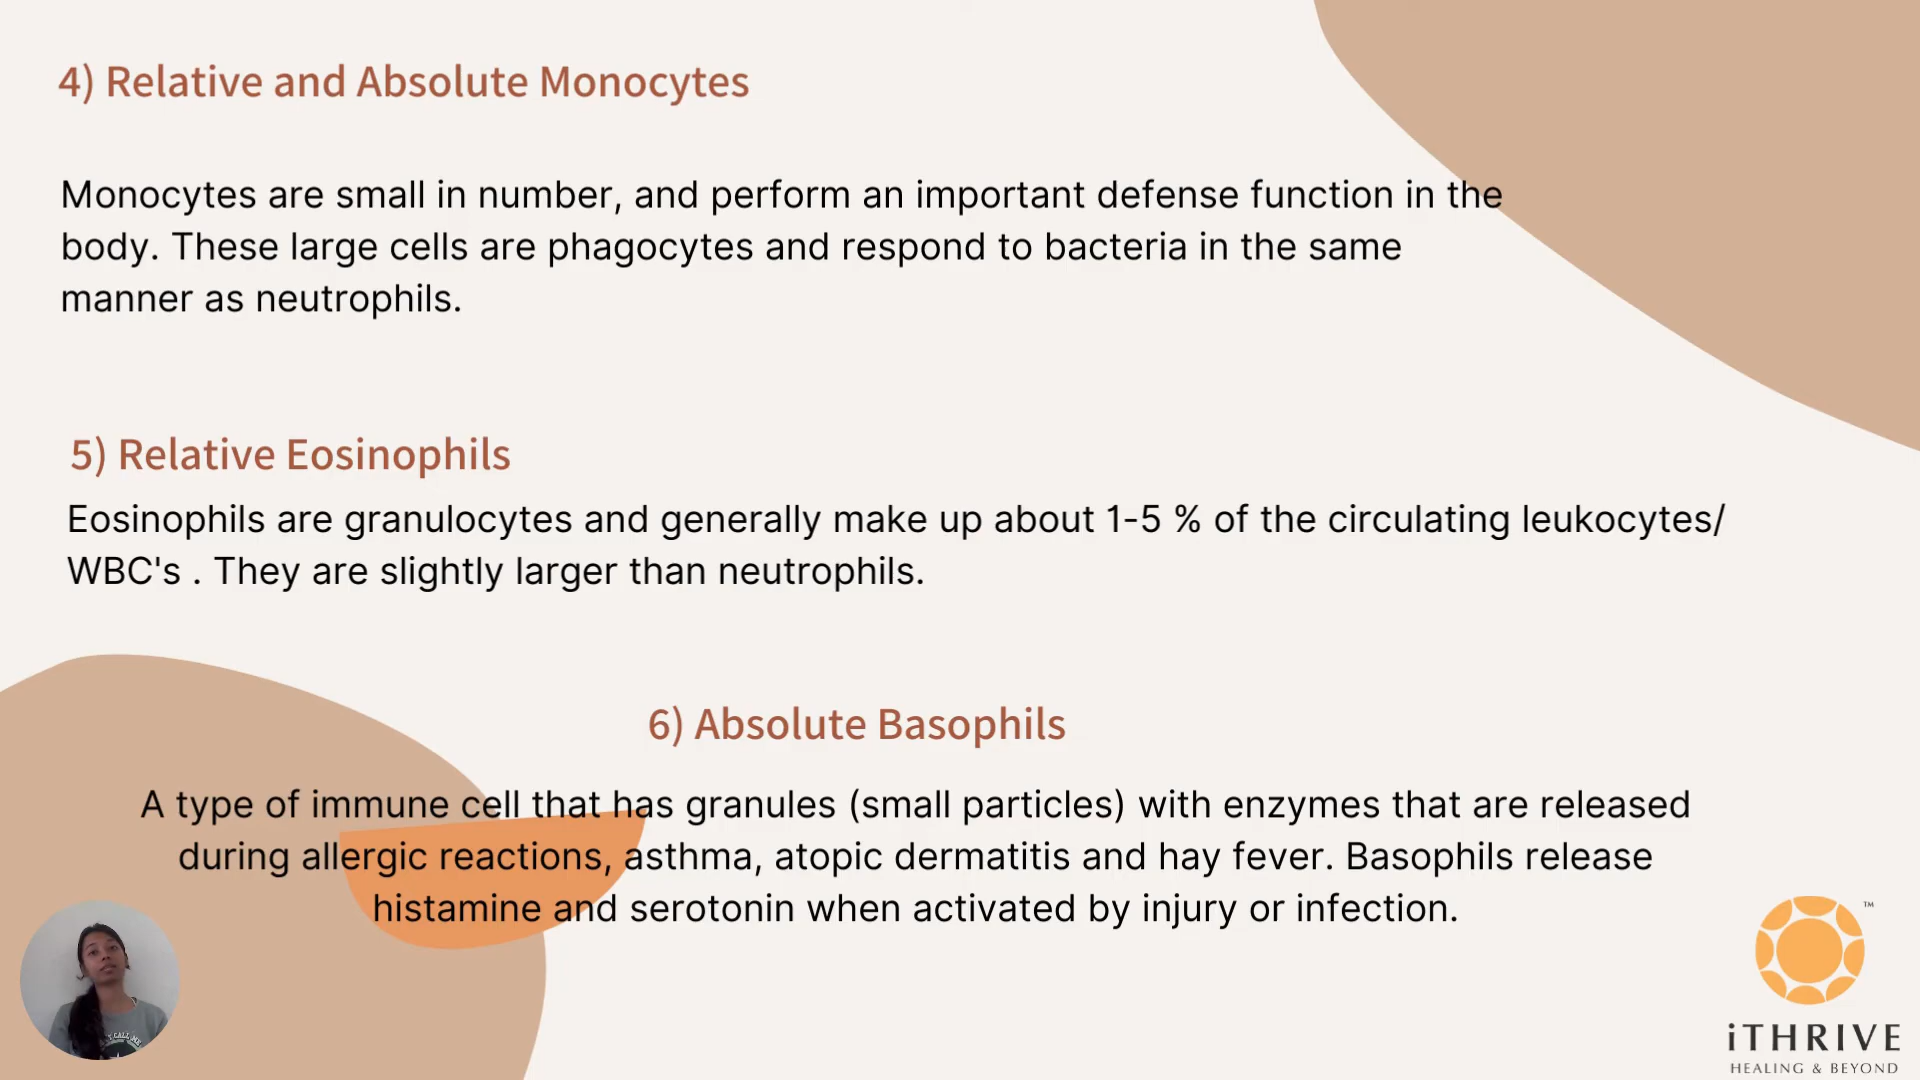 4) Relative and Absolute Monocytes
Monocytes are small in number, and perform an important defense function in the
body. These large cells are phagocytes and respond to bacteria in the same
manner as neutrophils.
5) Relative Eosinophils
Eosinophils are granulocytes and generally make up about 1-5 % of the circulating leukocytes/
WBC's . They are slightly larger than neutrophils.
6) Absolute Basophils
A type of immune cell that has granules (small particles) with enzymes that are released
during allergic reactions, asthma, atopic dermatitis and hay fever. Basophils release
histamine and serotonin when activated by injury or infection.
TM
iTHRIVE
HEALING & BEYOND